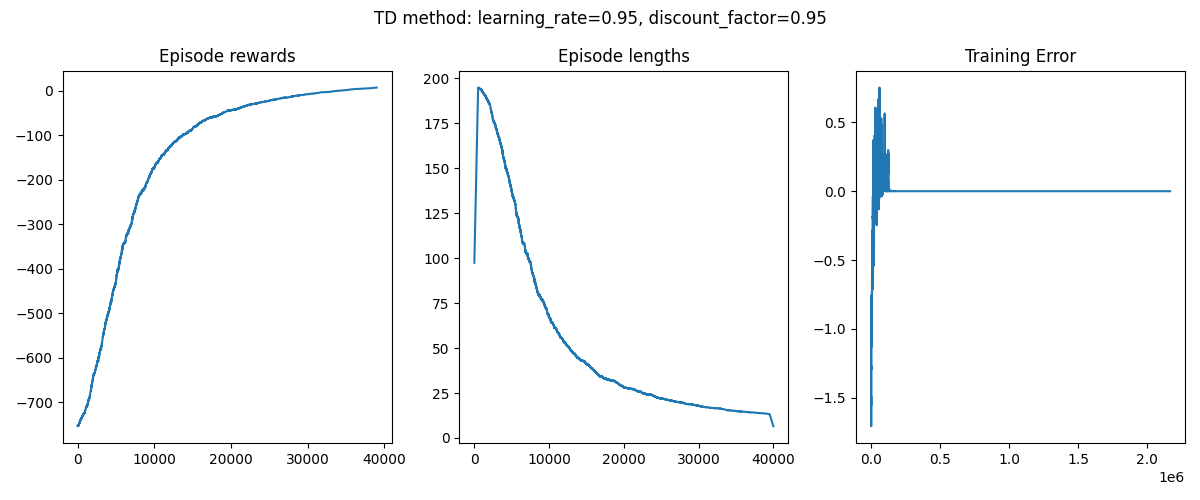 TD method: learning_rate=0.95, discount_factor=0.95
Episode rewards
0
−100
−200
−300
−400
−500
−600
−700
0 10000 20000 30000 40000
Episode lengths
200
175
150
125
100
75
50
25
0
0 10000 20000 30000 40000
Training Error
0.5
0.0
−0.5
−1.0
−1.5
0.0 0.5 1.0 1.5 2.0
1e6